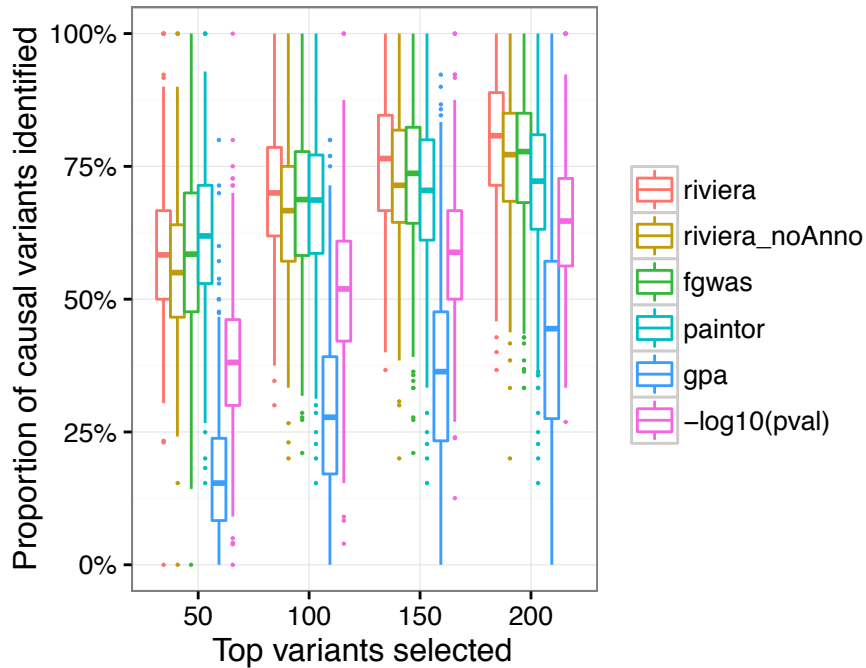 Proportion of causal variants identified
100%
75%
50%
25%
0%
50 100 150 200
Top variants selected
riviera
riviera_noAnno
fgwas
paintor
gpa
−log10(pval)